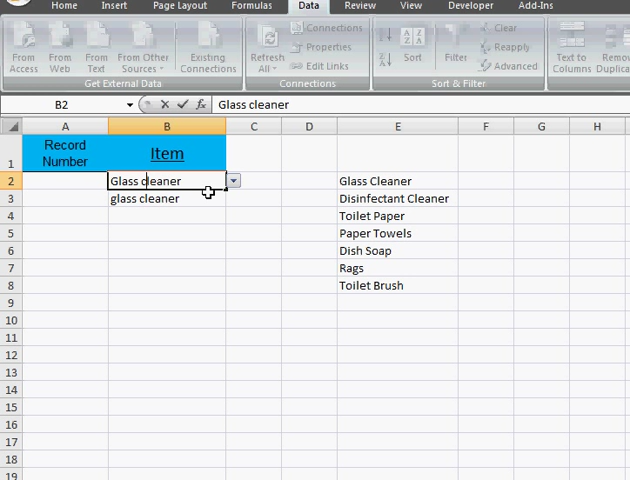 Home Insert Page Layout Formulas Data Review View Developer Add-Ins
From Access
From Web
From Text
From Other Sources
Existing Connections
Get External Data
Refresh All
Connections
Properties
Edit Links
Connections
Sort
Filter
Clear
Reapply
Advanced
Sort & Filter
Text to Columns
Remove
B2 fx Glass cleaner
A B C D E F G H
1 Record Number Item
2 Glass cleaner Glass Cleaner
3 glass cleaner Disinfectant Cleaner
4 Toilet Paper
5 Paper Towels
6 Dish Soap
7 Rags
8 Toilet Brush
9
10
11
12
13
14
15
16
17
18
19